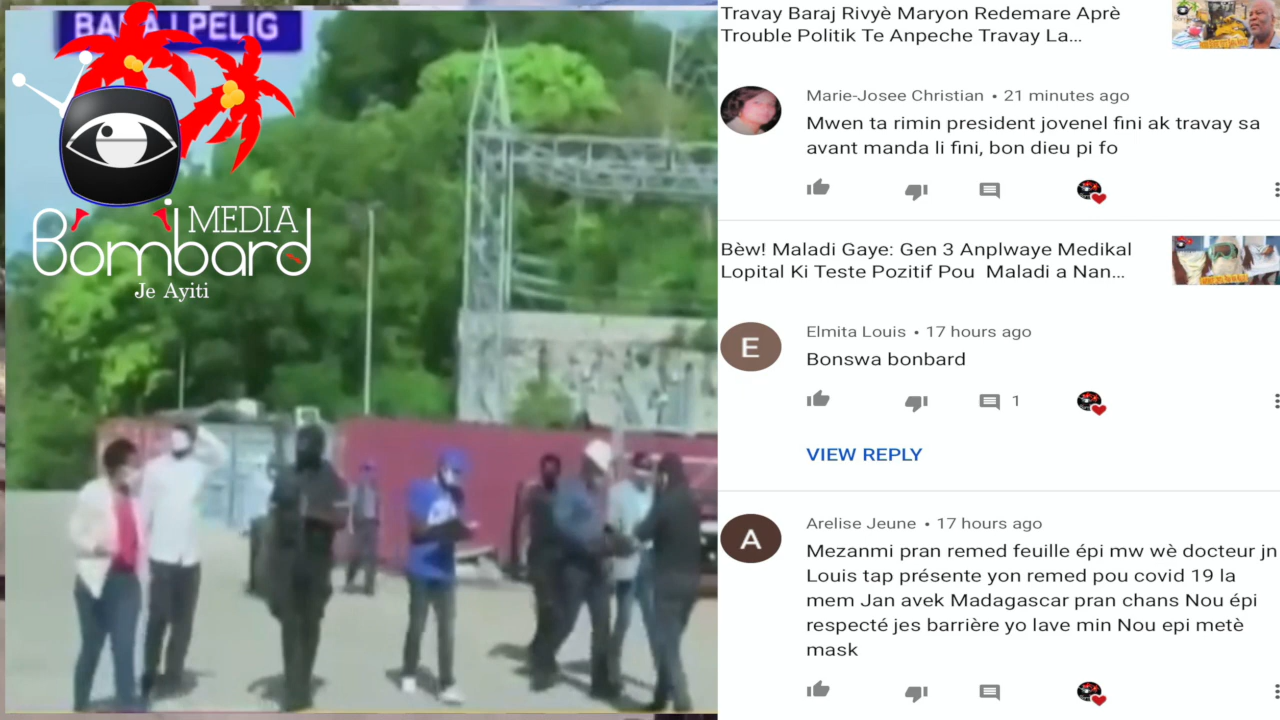 PELIG
MEDIA
Bombard
Je Ayiti
Travay Baraj Rivyè Maryon Redemare Aprè
Trouble Politik Te Anpeche Travay La...
Marie-Josee Christian • 21 minutes ago
Mwen ta rimin president jovenel fini ak travay sa
avant manda li fini, bon dieu pi fo
Bèw! Maladi Gaye: Gen 3 Anplwaye Medikal
Lopital Ki Teste Pozitif Pou Maladi a Nan...
E
Elmita Louis • 17 hours ago
Bonswa bonbard
1
VIEW REPLY
A
Arelise Jeune • 17 hours ago
Mezanmi pran remed feuille épi mw wè docteur jn
Louis tap présente yon remed pou covid 19 la
mem Jan avek Madagascar pran chans Nou épi
respecté jes barrière yo lave min Nou epi metè
mask